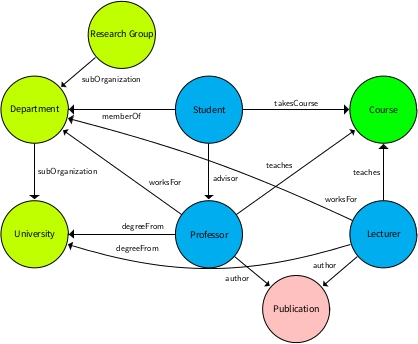 Research Group
subOrganization
Department
Student
takesCourse
Course
memberOf
subOrganization
worksFor
advisor
teaches
teaches
worksFor
University
degreeFrom
Professor
Lecturer
degreeFrom
author
author
Publication